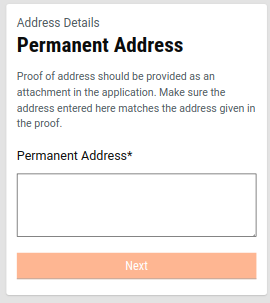 Address Details
Permanent Address
Proof of address should be provided as an
attachment in the application. Make sure the
address entered here matches the address given in
the proof.
Permanent Address*
Next